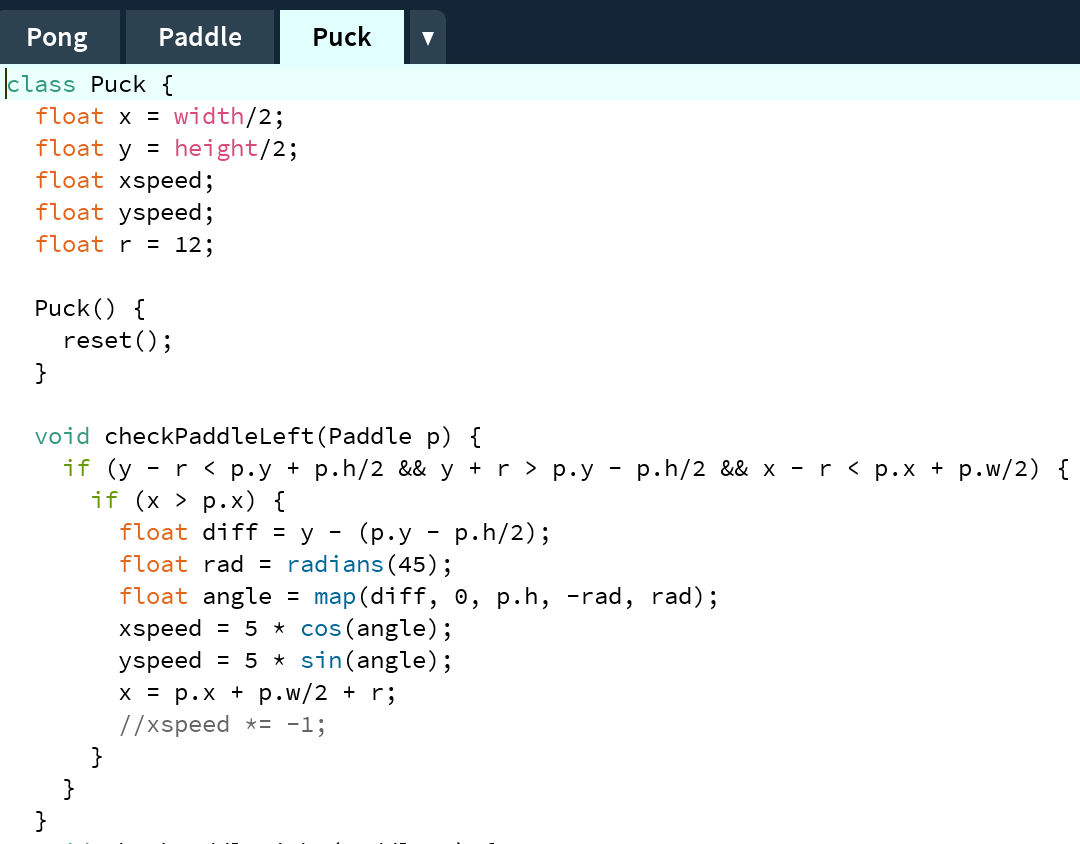 Pong Paddle Puck ▼
class Puck {
  float x = width/2;
  float y = height/2;
  float xspeed;
  float yspeed;
  float r = 12;

  Puck() {
    reset();
  }

  void checkPaddleLeft(Paddle p) {
    if (y - r < p.y + p.h/2 && y + r > p.y - p.h/2 && x - r < p.x + p.w/2) {
      if (x > p.x) {
        float diff = y - (p.y - p.h/2);
        float rad = radians(45);
        float angle = map(diff, 0, p.h, -rad, rad);
        xspeed = 5 * cos(angle);
        yspeed = 5 * sin(angle);
        x = p.x + p.w/2 + r;
        //xspeed *= -1;
      }
    }
  }